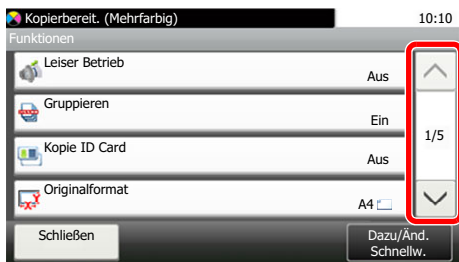 Kopierbereit. (Mehrfarbig)
10:10
Funktionen
Leiser Betrieb
Aus
Gruppieren
Ein
1/5
Kopie ID Card
Aus
Originalformat
A4
Schließen
Dazu/Änd.
Schnellw.